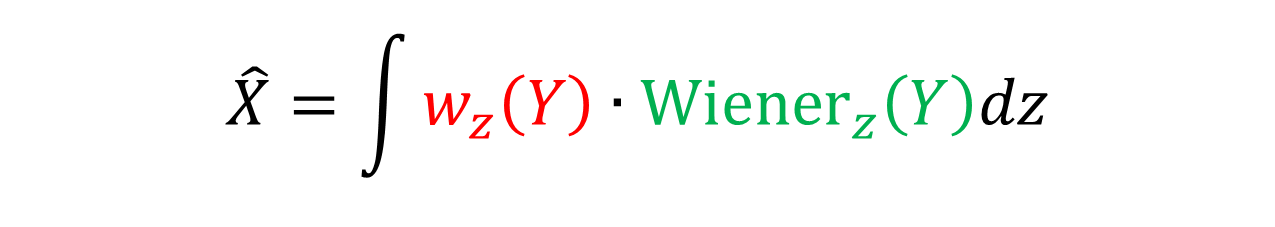 X̂ = ∫ w_z(Y) · Wiener_z(Y)dz